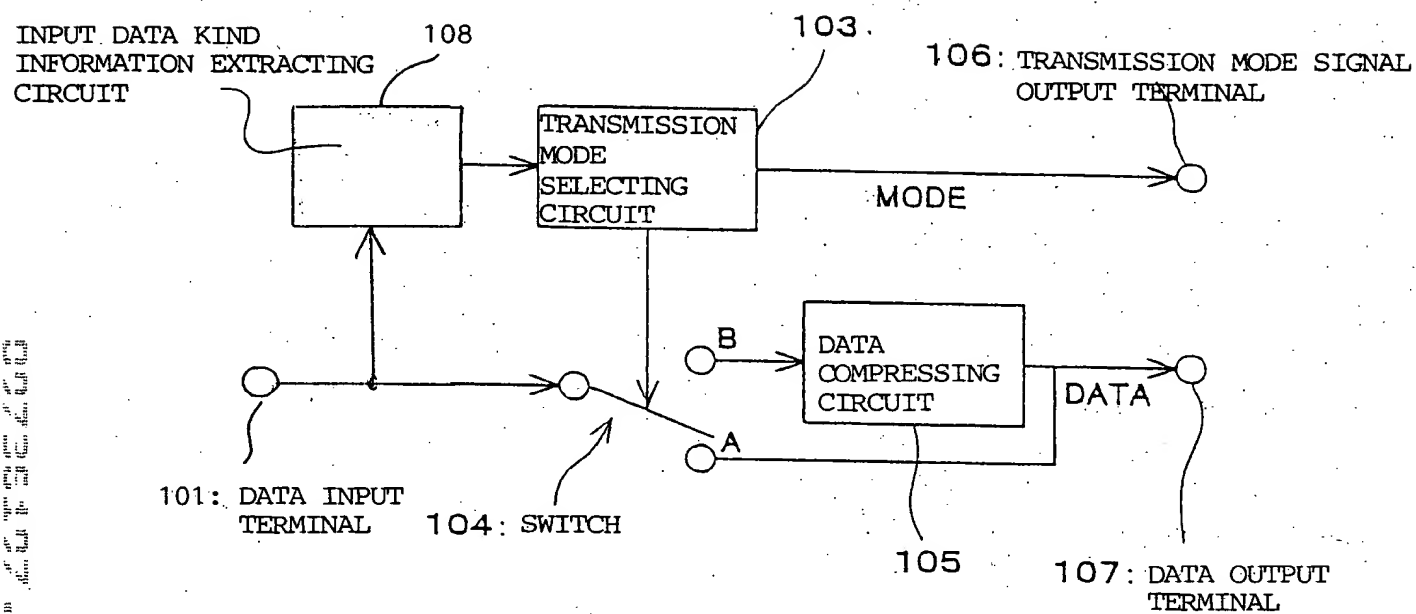 INPUT DATA KIND
INFORMATION EXTRACTING
CIRCUIT
108
103.
106: TRANSMISSION MODE SIGNAL
OUTPUT TERMINAL
TRANSMISSION
MODE
SELECTING
CIRCUIT
MODE
B
DATA
COMPRESSING
CIRCUIT
DATA
A
101: DATA INPUT
TERMINAL
104: SWITCH
105
107: DATA OUTPUT
TERMINAL